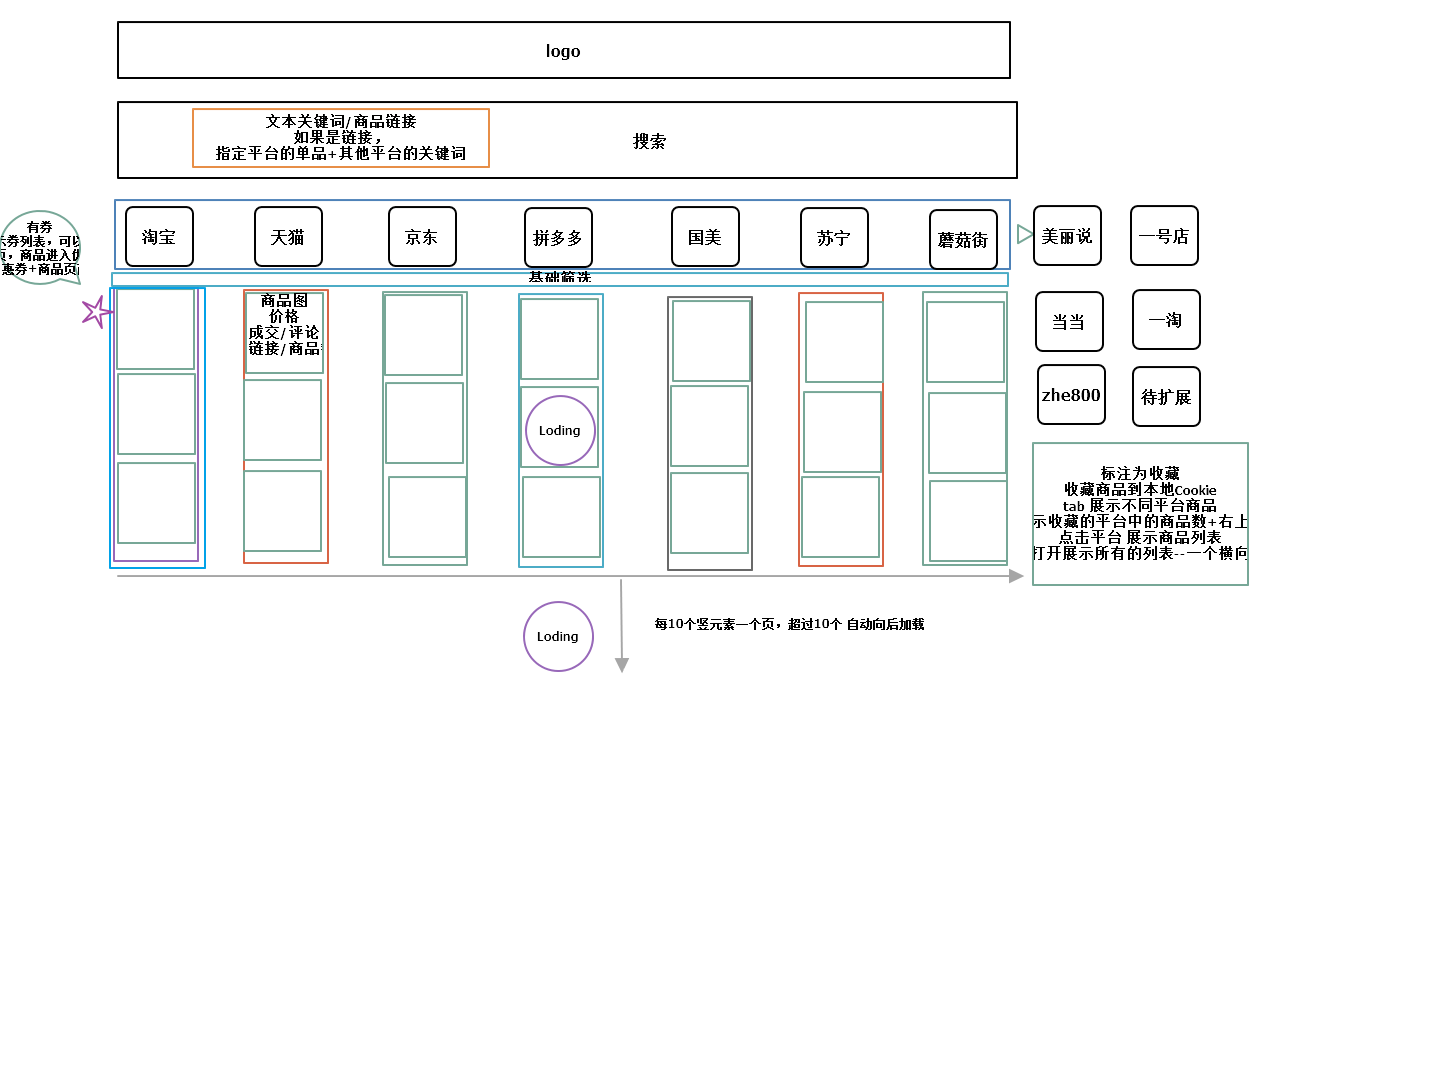 logo
文本关键词/商品链接
如果是链接，
指定平台的单品+其他平台的关键词
搜索
有券
示券列表，可以
页，商品进入优
惠券+商品页面
淘宝
天猫
京东
拼多多
国美
苏宁
蘑菇街
美丽说
一号店
基础筛选
商品图
价格
成交/评论
链接/商品
当当
一淘
zhe800
待扩展
Loding
标注为收藏
收藏商品到本地Cookie
tab 展示不同平台商品
示收藏的平台中的商品数+右上
点击平台 展示商品列表
打开展示所有的列表--一个横向
Loding
每10个竖元素一个页，超过10个 自动向后加载